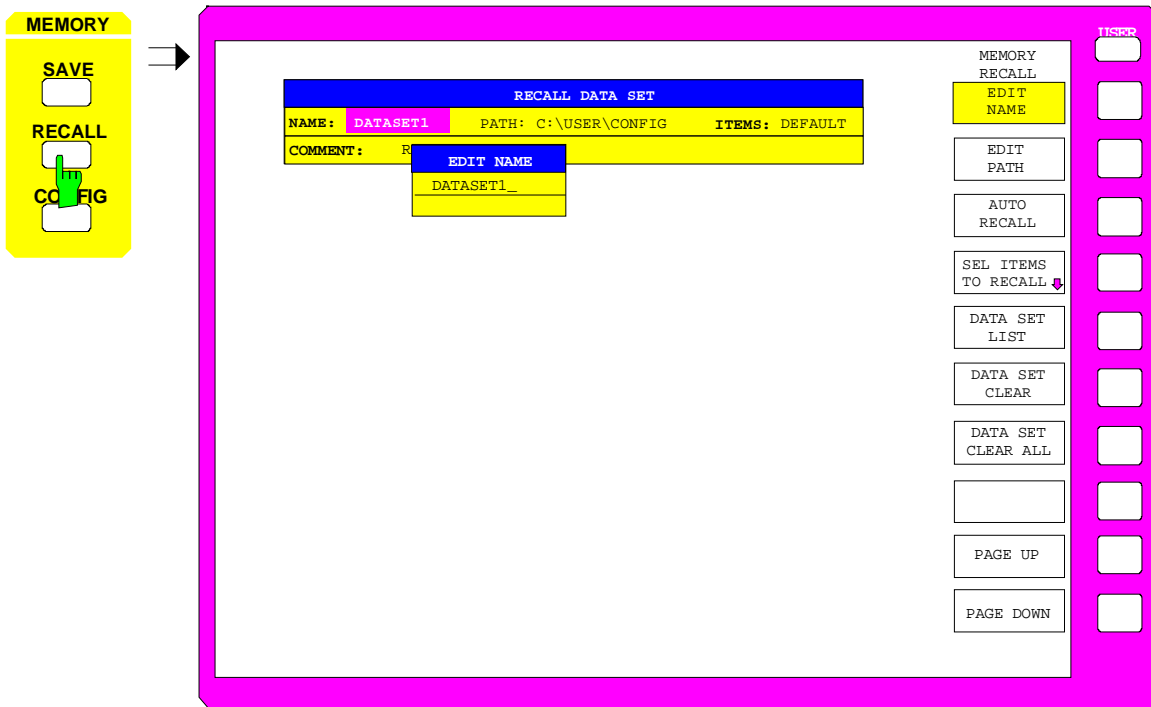 MEMORY
SAVE
RECALL
USER
MEMORY
RECALL
RECALL DATA SET
NAME: DATASET1 PATH: C:\USER\CONFIG ITEMS: DEFAULT
COMMENT: R
EDIT NAME
DATASET1_
EDIT
NAME
EDIT
PATH
AUTO
RECALL
SEL ITEMS
TO RECALL
DATA SET
LIST
DATA SET
CLEAR
DATA SET
CLEAR ALL
PAGE UP
PAGE DOWN